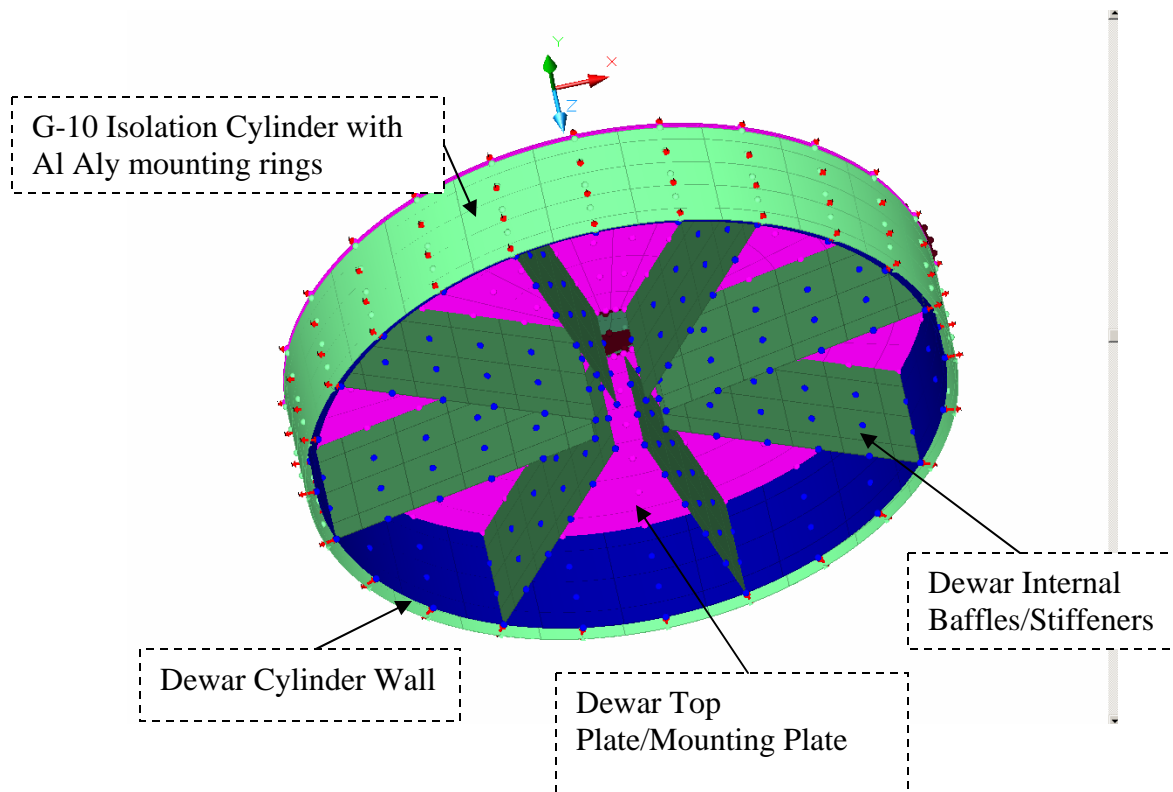 Y
X
Z
G-10 Isolation Cylinder with
Al Aly mounting rings
Dewar Internal
Baffles/Stiffeners
Dewar Cylinder Wall
Dewar Top
Plate/Mounting Plate